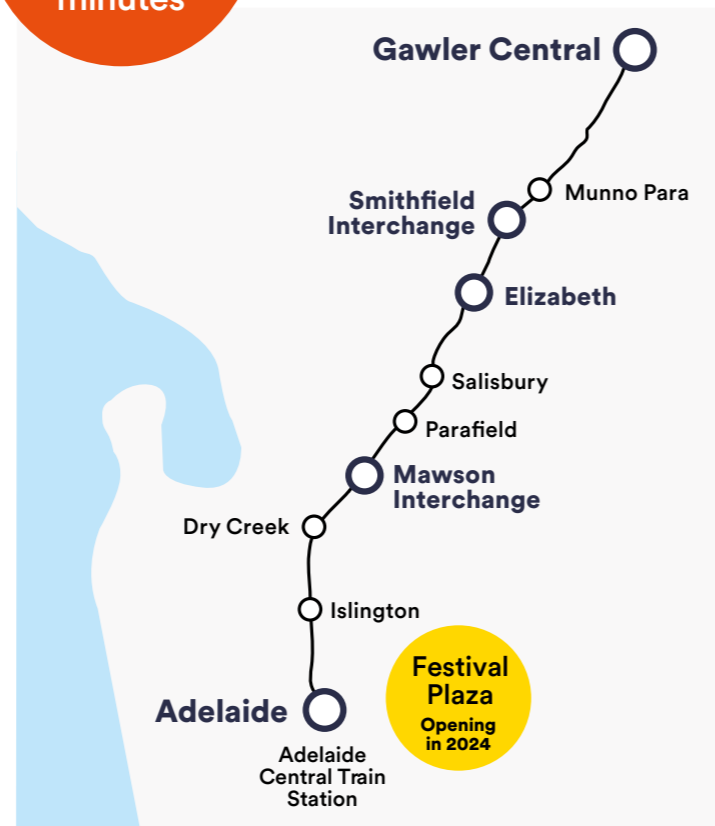 minutes
Gawler Central
Munno Para
Smithfield
Interchange
Elizabeth
Salisbury
Parafield
Mawson
Interchange
Dry Creek
Islington
Festival
Plaza
Opening
in 2024
Adelaide
Adelaide
Central Train
Station